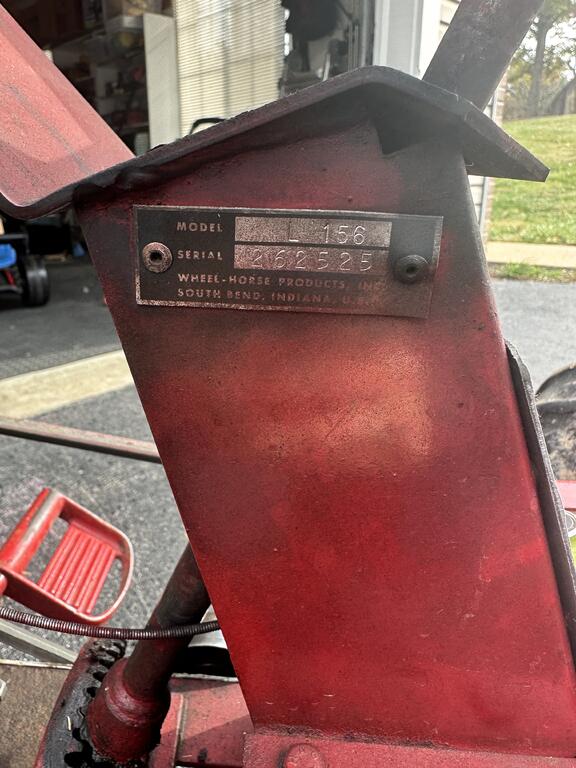 MODEL L 156
SERIAL 262525
WHEEL-HORSE PRODUCTS, INC.
SOUTH BEND, INDIANA, U.S.